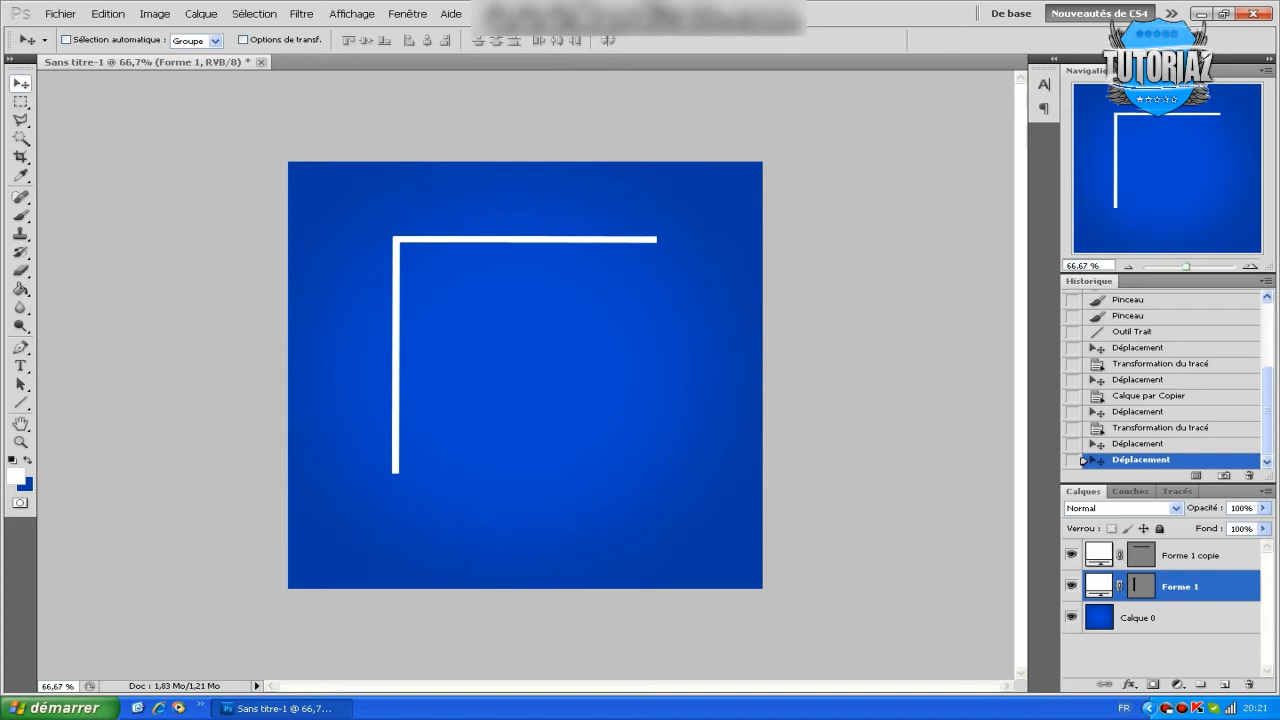 Ps Fichier Edition Image Calque Sélection Filtre Affichage Fenêtre Aide De base Nouveautés de CS4
Sélection automatique : Groupe Options de transf.
Sans titre-1 @ 66,7% (Forme 1, RVB/8) *
TUTORIAZ
A
Navigation
66.67 %
Historique
Pinceau
Pinceau
Outil Trait
Déplacement
Transformation du tracé
Déplacement
Calque par Copier
Déplacement
Transformation du tracé
Déplacement
Déplacement
Calques Couches Tracés
Normal Opacité : 100%
Verrou : Fond : 100%
Forme 1 copie
Forme 1
Calque 0
T
66,67 % Doc : 1,83 Mo/1,21 Mo
démarrer Sans titre-1 @ 66,7... FR 20:21